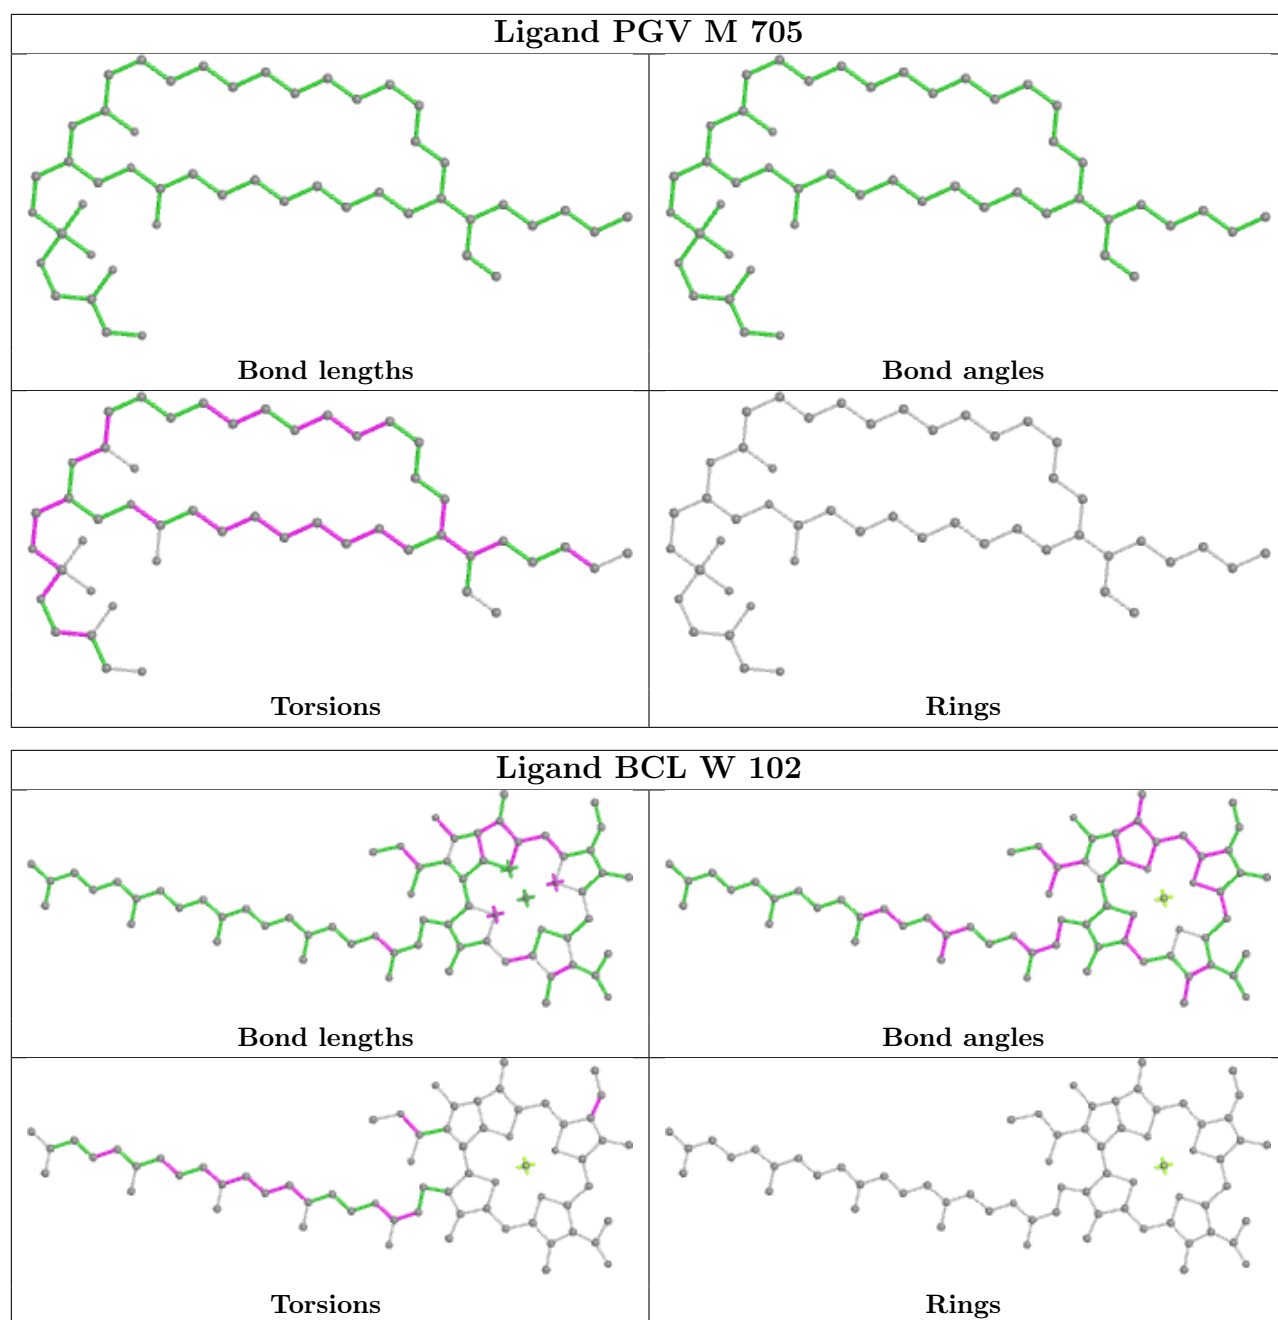 Ligand PGV M 705
Bond lengths
Bond angles
Torsions
Rings
Ligand BCL W 102
Bond lengths
Bond angles
Torsions
Rings